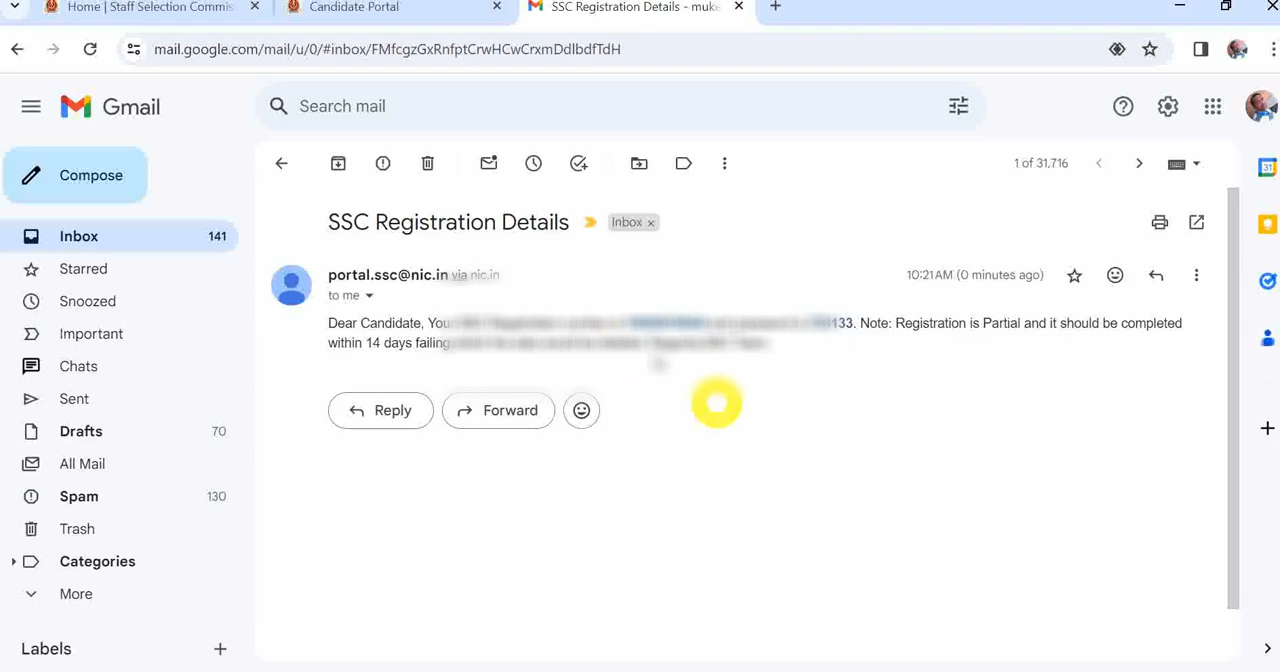 Home | Staff Selection Commis
Candidate Portal
SSC Registration Details - muke
mail.google.com/mail/u/0/#inbox/FMfcgzGxRnfptCrwHCwCrxmDdlbdfTdH
Gmail
Search mail
Compose
1 of 31,716
Inbox 141
Starred
Snoozed
Important
Chats
Sent
Drafts 70
All Mail
Spam 130
Trash
Categories
More
Labels
SSC Registration Details Inbox
portal.ssc@nic.in via nic.in 10:21 AM (0 minutes ago)
to me
Dear Candidate, You 133. Note: Registration is Partial and it should be completed
within 14 days failing
Reply Forward
31